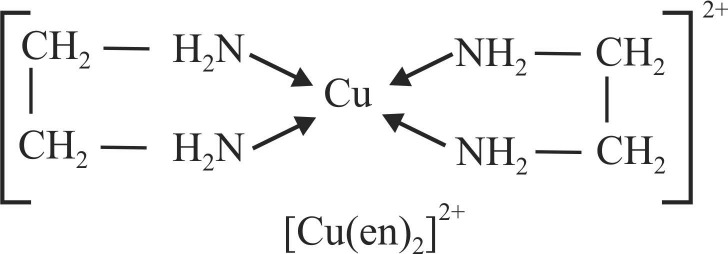 2+
CH₂ H₂N NH₂ CH₂
Cu
CH₂ H₂N NH₂ CH₂
[Cu(en)₂]²⁺